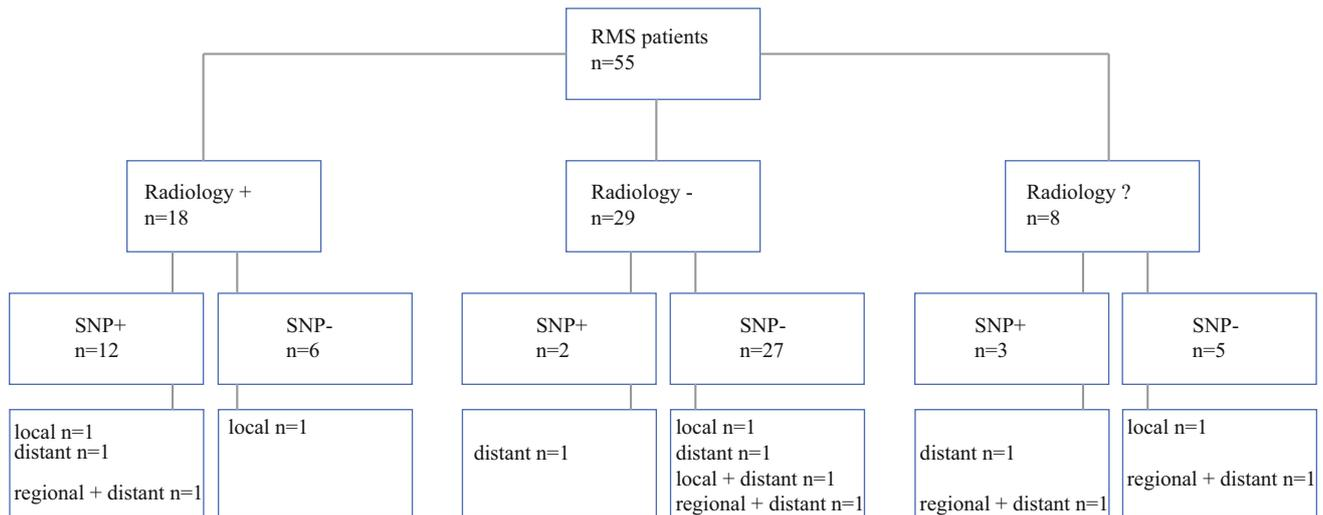 RMS patients
n=55
Radiology +
n=18
Radiology -
n=29
Radiology ?
n=8
SNP+
n=12
SNP-
n=6
SNP+
n=2
SNP-
n=27
SNP+
n=3
SNP-
n=5
local n=1
distant n=1
regional + distant n=1
local n=1
distant n=1
local n=1
distant n=1
local + distant n=1
regional + distant n=1
distant n=1
regional + distant n=1
local n=1
regional + distant n=1